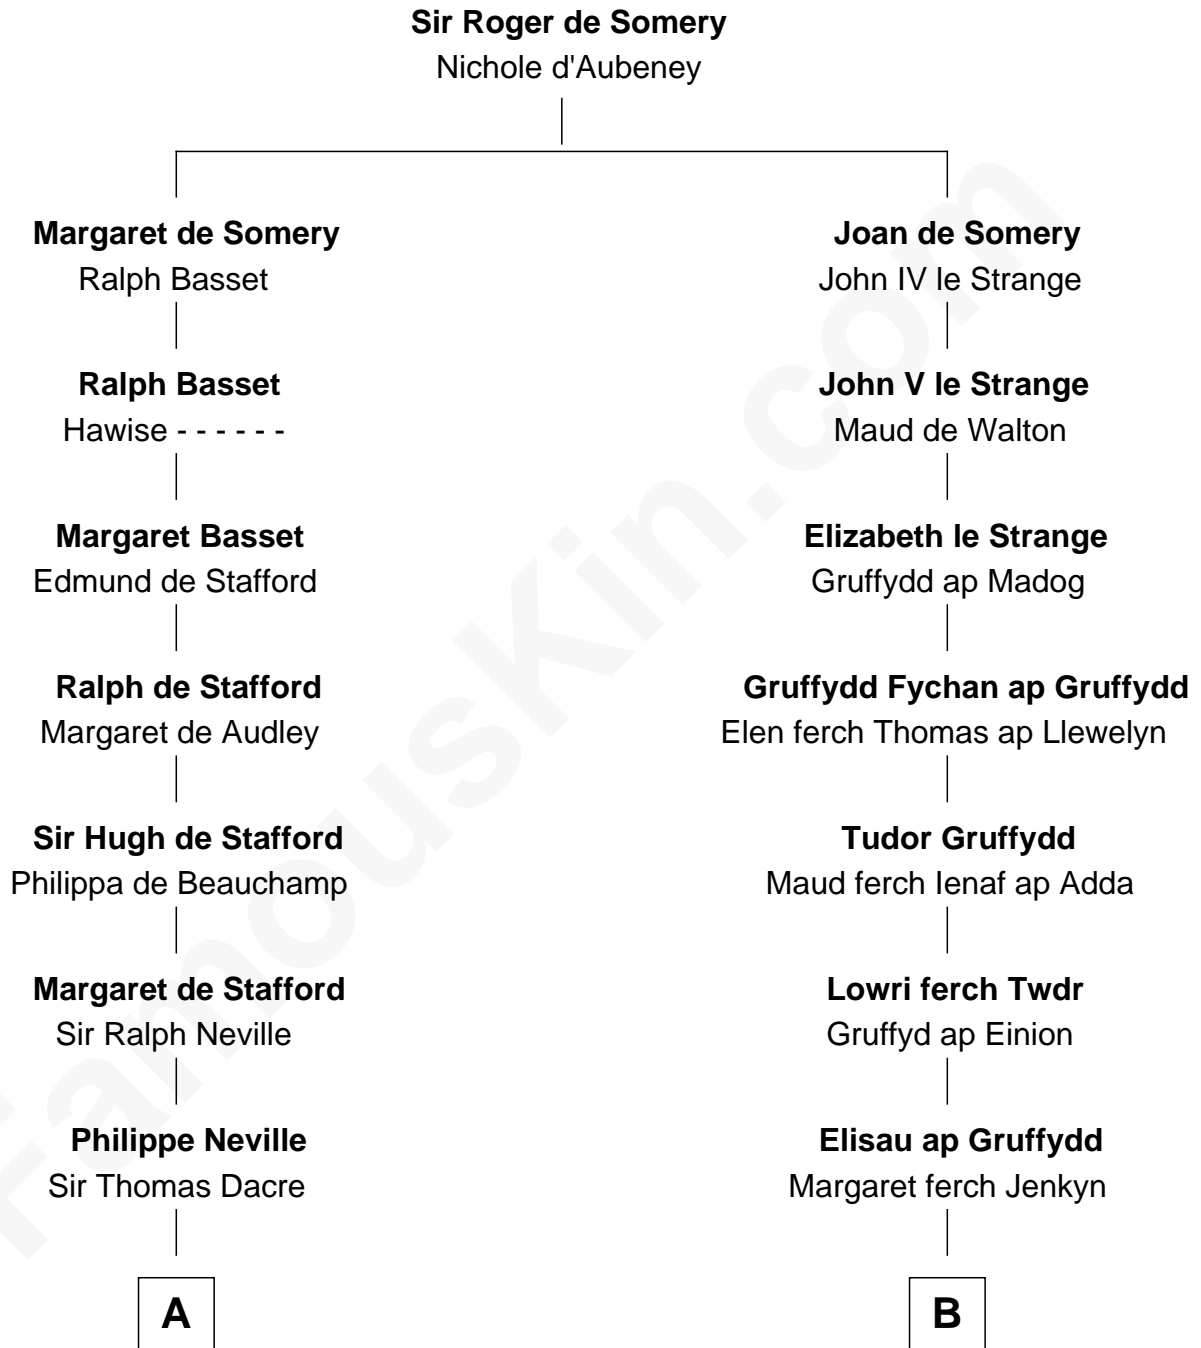 Sir Roger de Somery
Nichole d'Aubeney
Margaret de Somery
Ralph Basset
Joan de Somery
John IV le Strange
Ralph Basset
Hawise - - - - - -
John V le Strange
Maud de Walton
Margaret Basset
Edmund de Stafford
Elizabeth le Strange
Gruffydd ap Madog
Ralph de Stafford
Margaret de Audley
Gruffydd Fychan ap Gruffydd
Elen ferch Thomas ap Llewelyn
Sir Hugh de Stafford
Philippa de Beauchamp
Tudor Gruffydd
Maud ferch Ienaf ap Adda
Margaret de Stafford
Sir Ralph Neville
Lowri ferch Twdr
Gruffyd ap Einion
Philippe Neville
Sir Thomas Dacre
Elisau ap Gruffydd
Margaret ferch Jenkyn
A
B
FamousKin.com